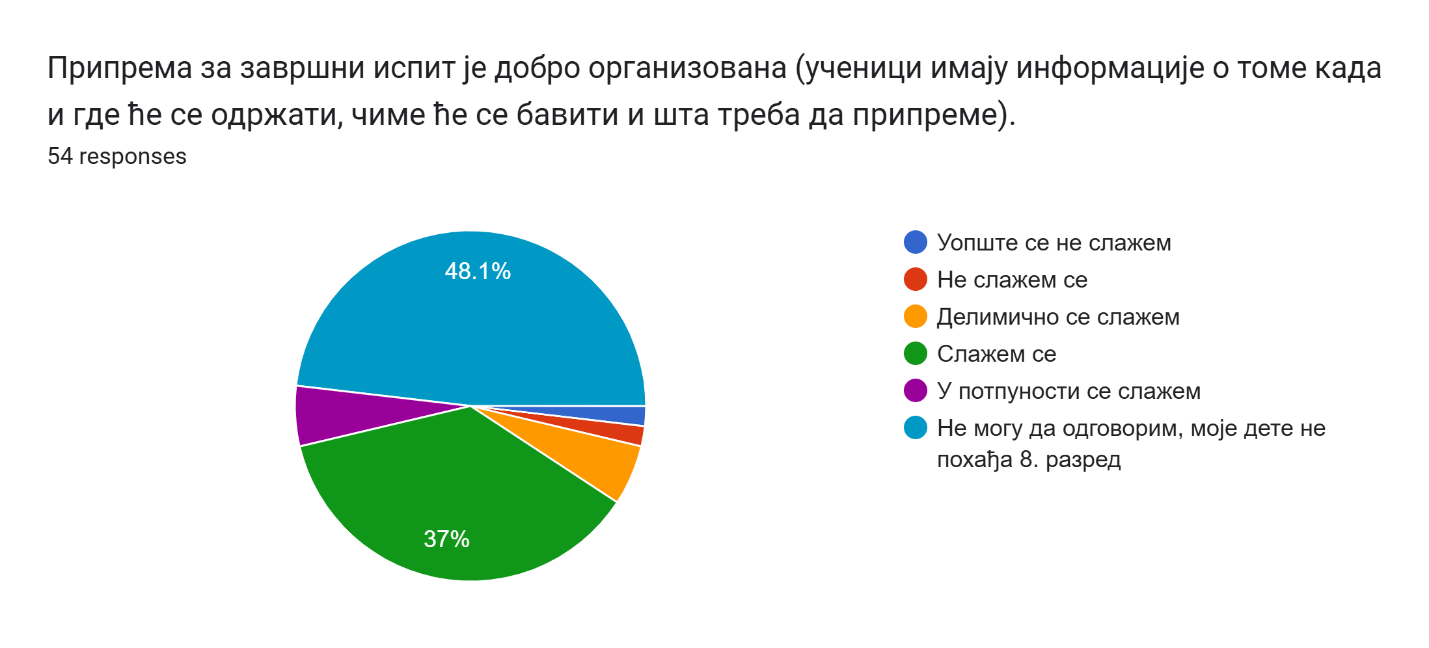 Припрема за завршни испит је добро организована (ученици имају информације о томе када
и где ће се одржати, чиме ће се бавити и шта треба да припреме).
54 responses
48.1%
37%
Уопште се не слажем
Не слажем се
Делимично се слажем
Слажем се
У потпуности се слажем
Не могу да одговорим, моје дете не
похађа 8. разред